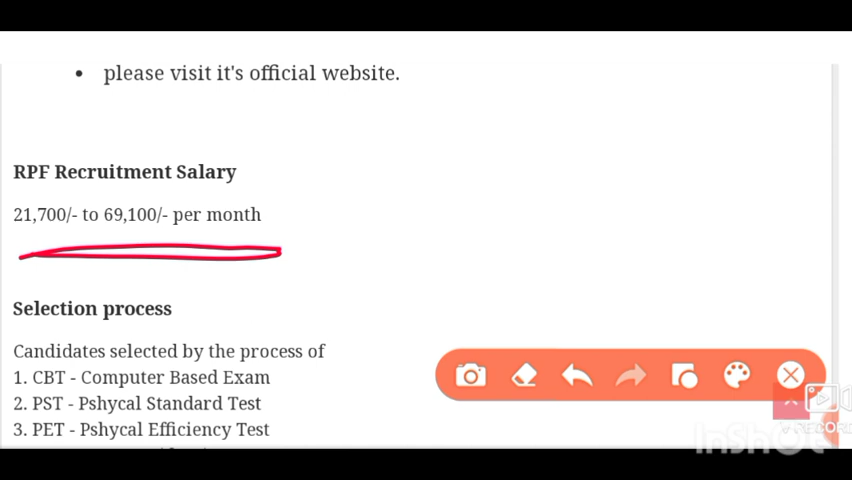 please visit it's official website.
RPF Recruitment Salary
21,700/- to 69,100/- per month
Selection process
Candidates selected by the process of
1. CBT - Computer Based Exam
2. PST - Pshycal Standard Test
3. PET - Pshycal Efficiency Test
InShot